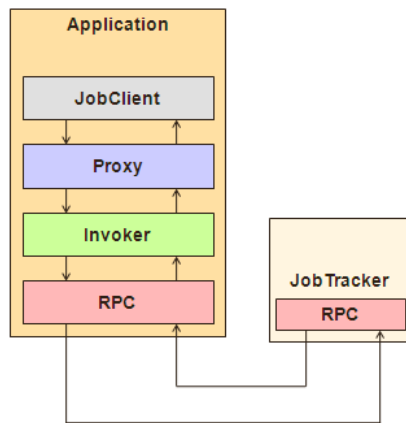 Application
JobClient
Proxy
Invoker
RPC
JobTracker
RPC